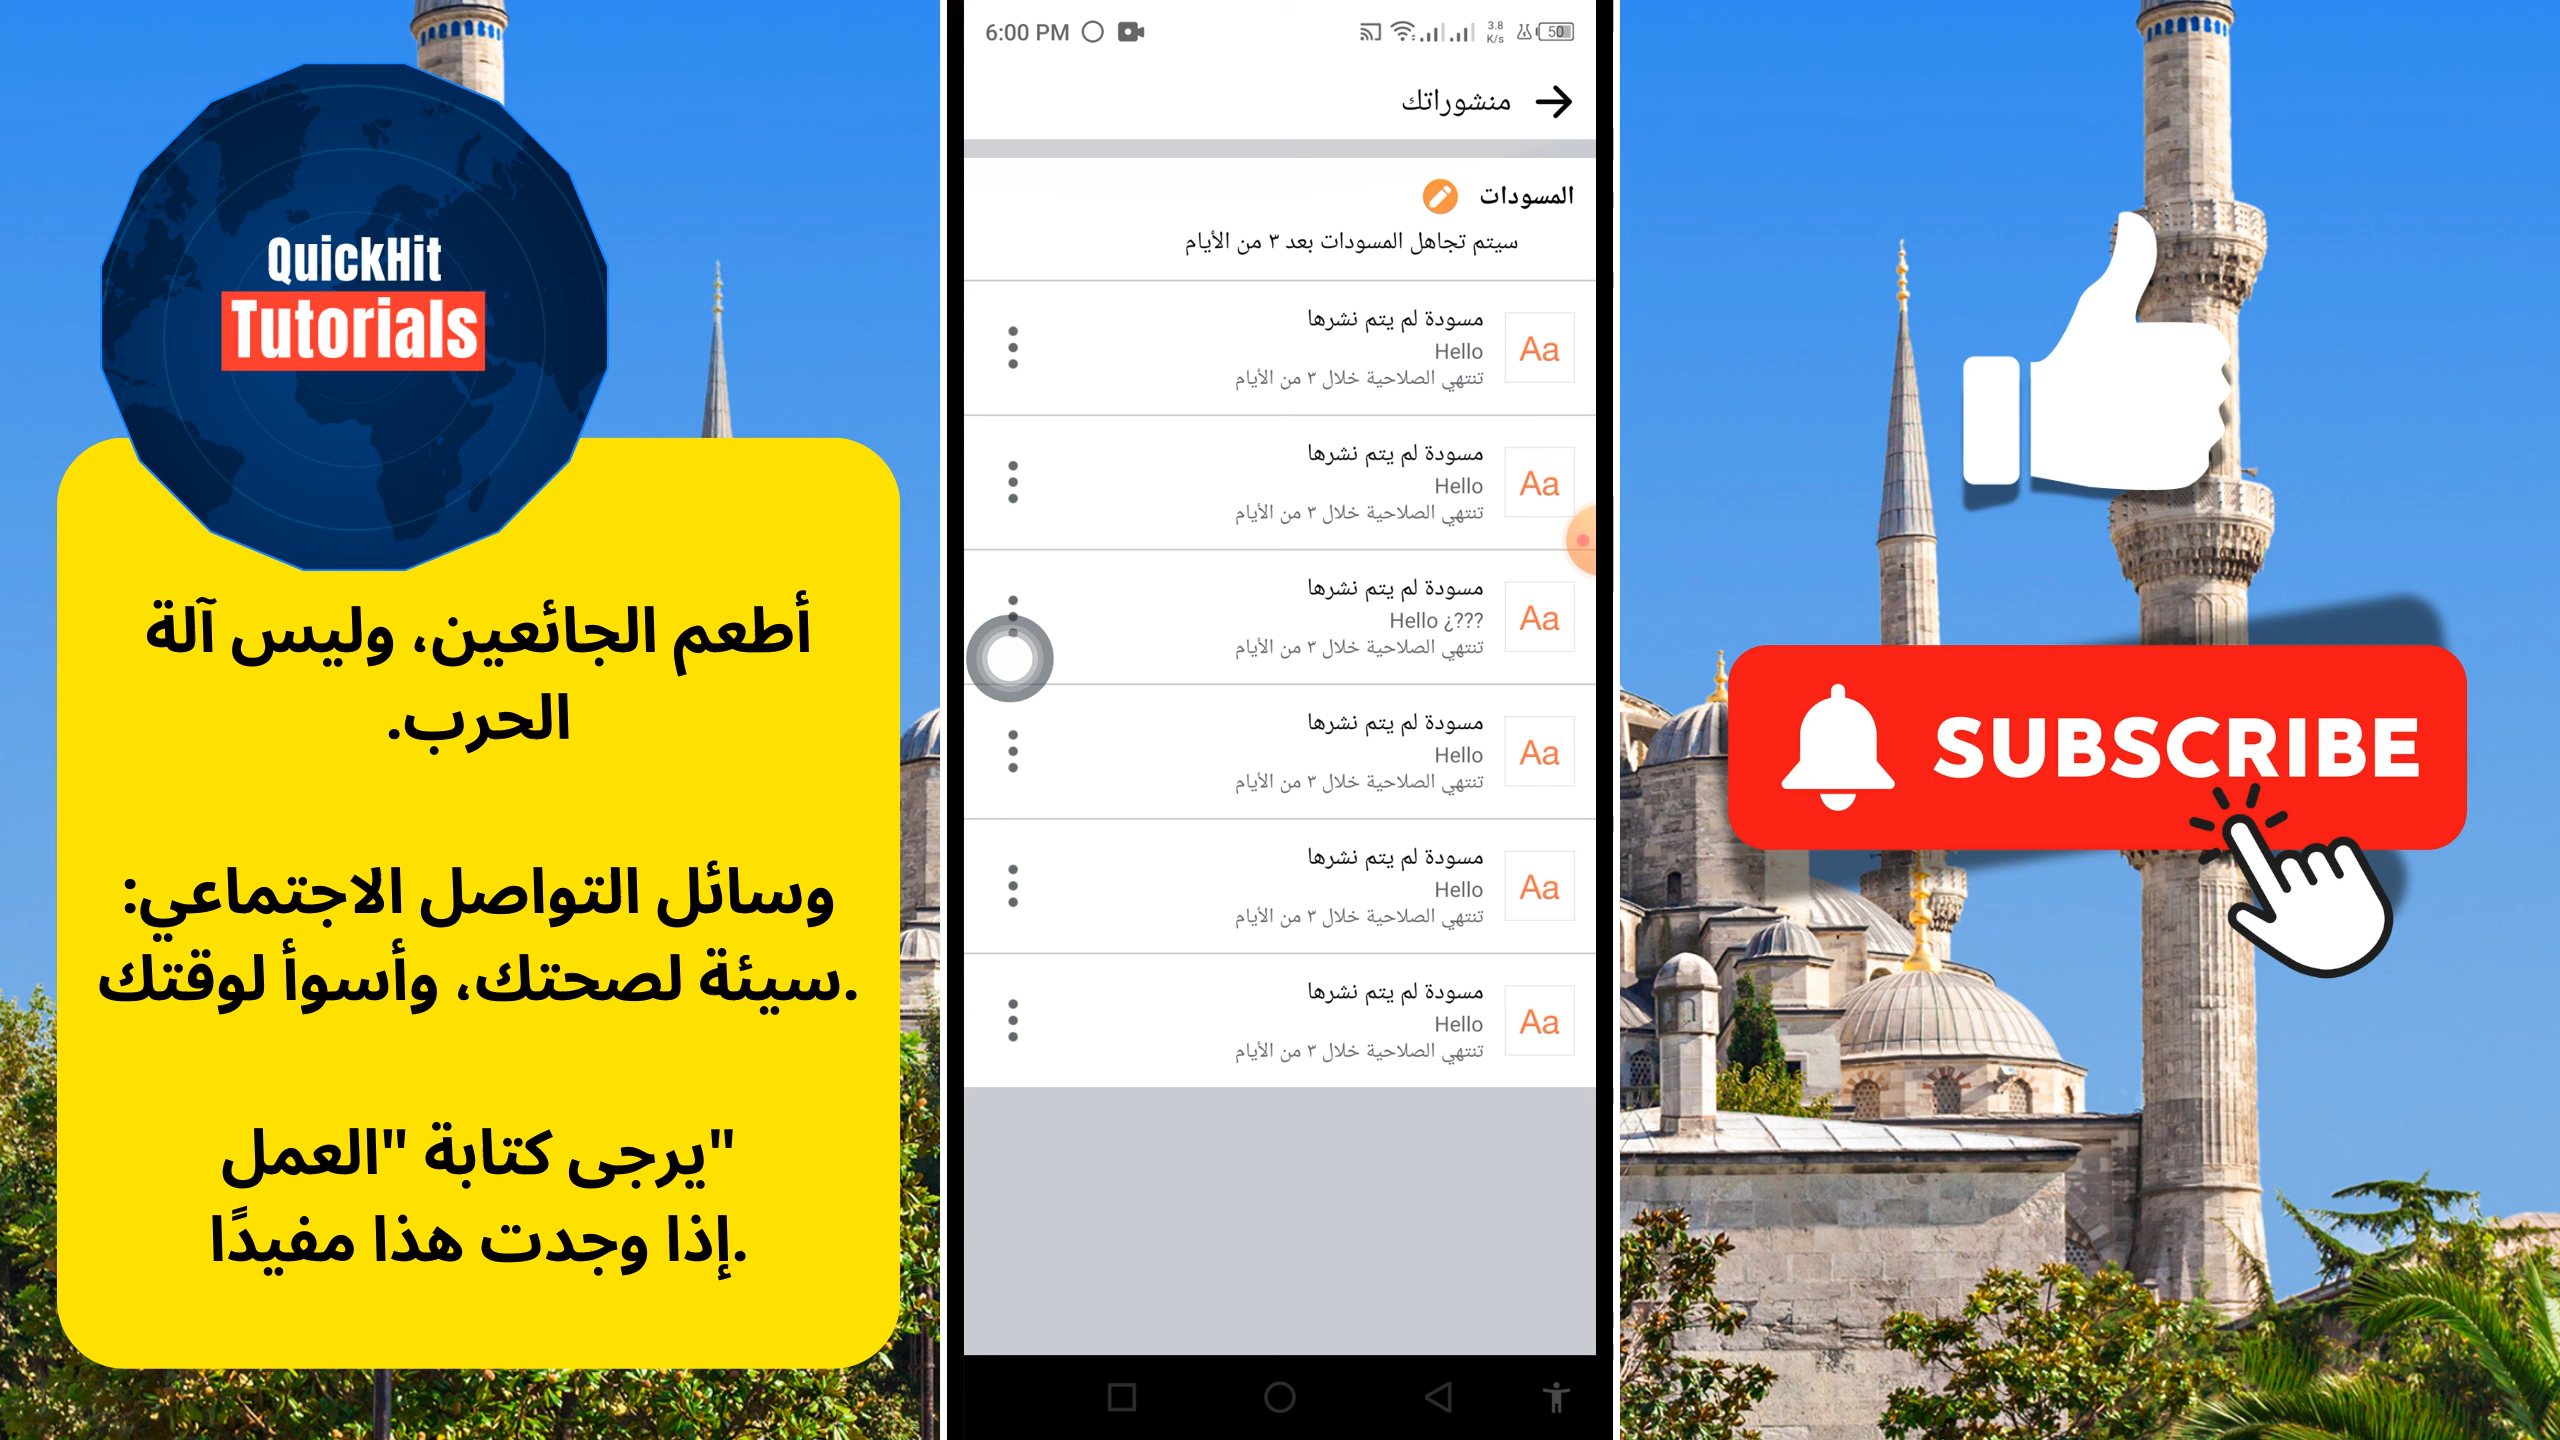 QuickHit
Tutorials
أطعم الجائعين، وليس آلة
الحرب.
وسائل التواصل الاجتماعي:
سيئة لصحتك، وأسوأ لوقتك.
"يرجى كتابة "العمل
إذا وجدت هذا مفيدًا.
6:00 PM
3.8
K/s
50
منشوراتك
المسودات
سيتم تجاهل المسودات بعد ٣ من الأيام
Aa
مسودة لم يتم نشرها
Hello
تنتهي الصلاحية خلال ٣ من الأيام
Aa
مسودة لم يتم نشرها
Hello
تنتهي الصلاحية خلال ٣ من الأيام
Aa
مسودة لم يتم نشرها
Hello ¿???
تنتهي الصلاحية خلال ٣ من الأيام
Aa
مسودة لم يتم نشرها
Hello
تنتهي الصلاحية خلال ٣ من الأيام
Aa
مسودة لم يتم نشرها
Hello
تنتهي الصلاحية خلال ٣ من الأيام
Aa
مسودة لم يتم نشرها
Hello
تنتهي الصلاحية خلال ٣ من الأيام
SUBSCRIBE